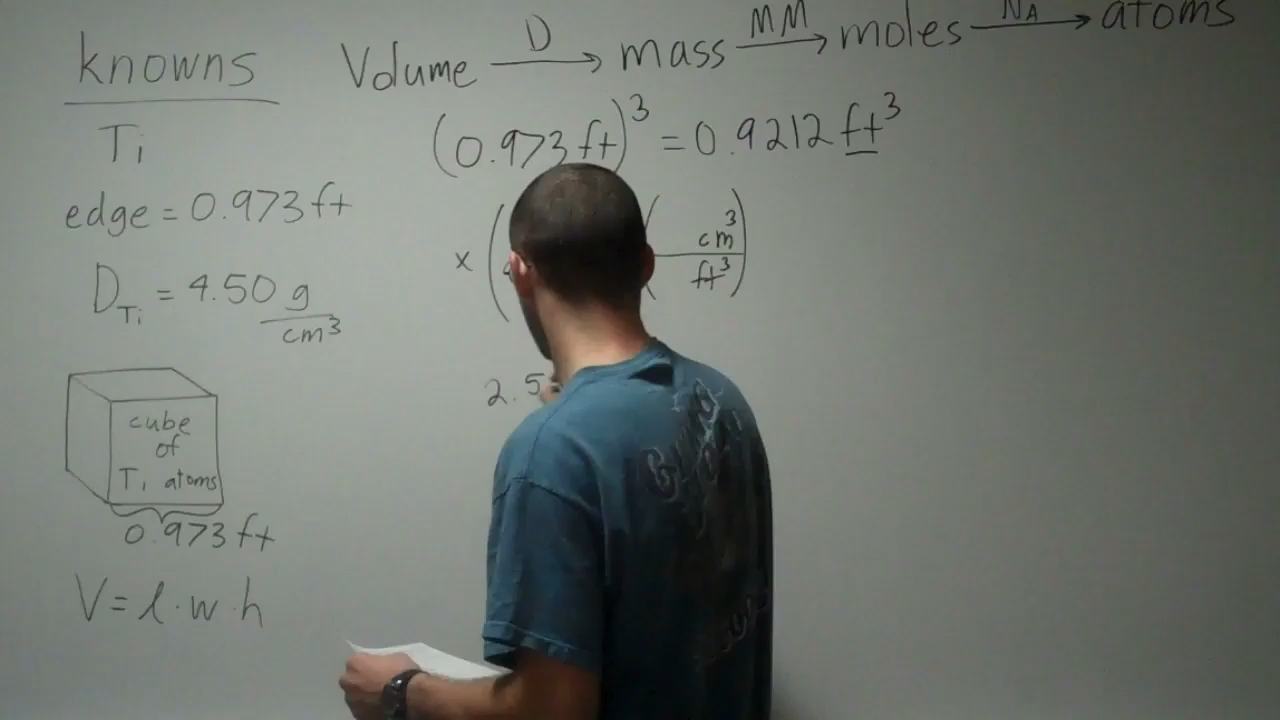 knowns
Volume D→ mass MM→ moles NA→ atoms
Ti
(0.973 ft)³ = 0.9212 ft³
edge = 0.973 ft
× ( ( cm³ / ft³ )
D_Ti = 4.50 g / cm³
2.5
cube
of
Ti atoms
0.973 ft
V = l · w · h